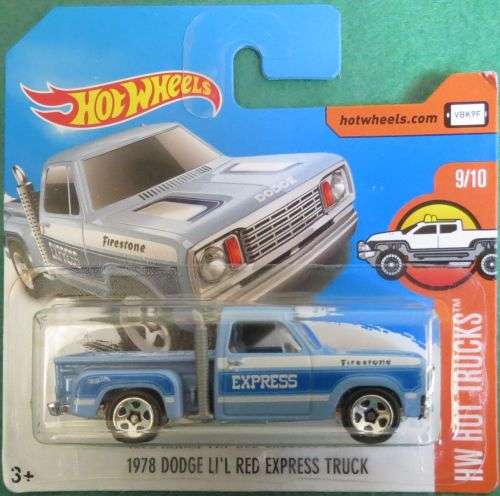 HOT WHEELS
hotwheels.com
VBK9F
9/10
DODGE
Firestone
EXPRESS
Firestone
EXPRESS
HW HOT TRUCKS™
1978 DODGE LI'L RED EXPRESS TRUCK
3+